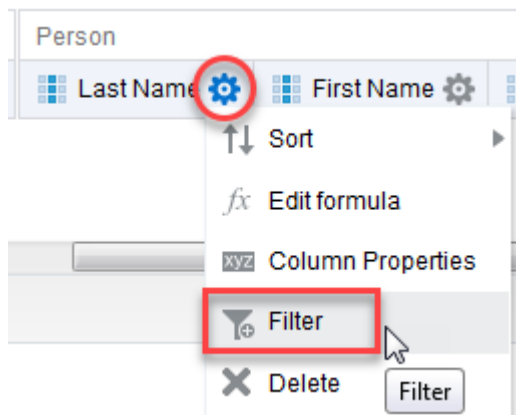 Person
Last Name First Name
Sort
fx Edit formula
xyz Column Properties
Filter
Delete
Filter